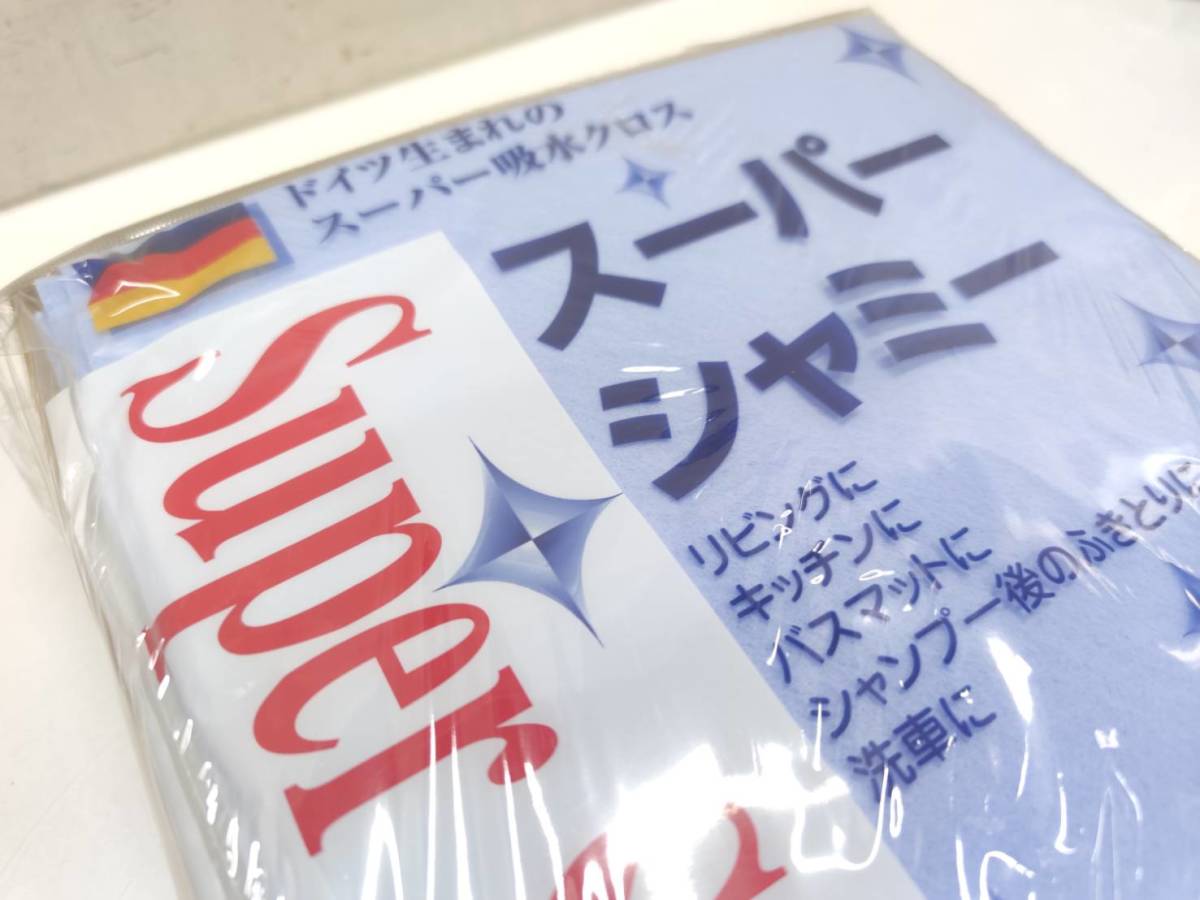 ドイツ生まれの
スーパー吸水クロス
スーパー
シャミー
Super
リビングに
キッチンに
バスマットに
シャンプー後のふきとりに
洗車に